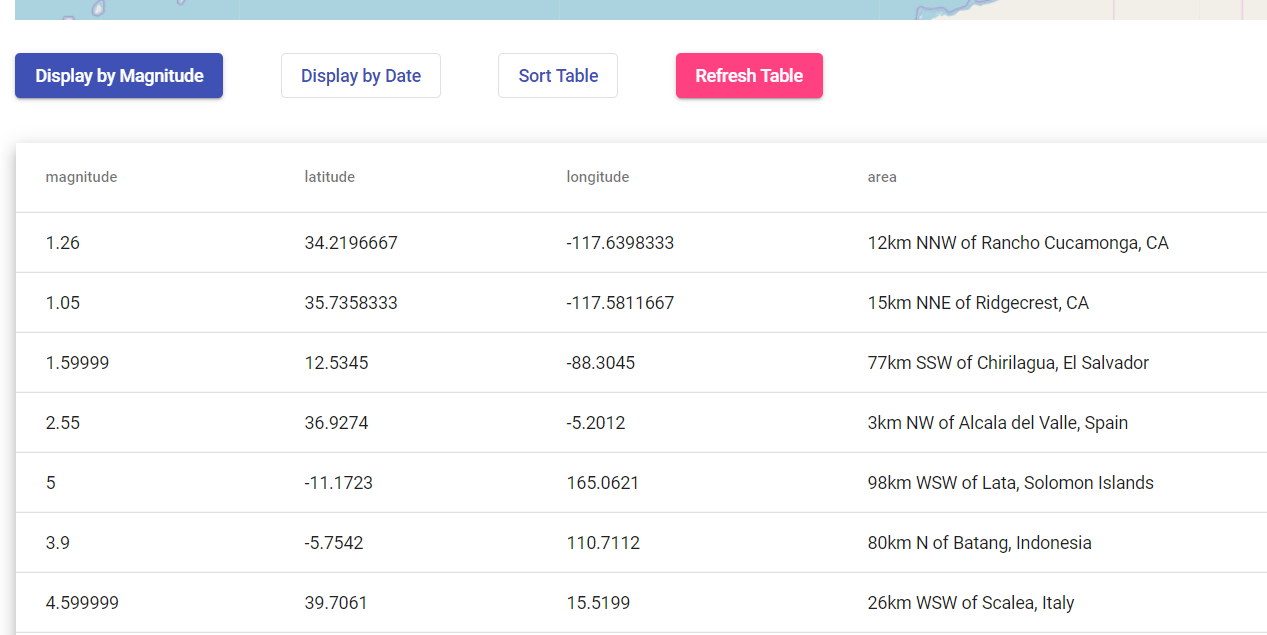 Display by Magnitude Display by Date Sort Table Refresh Table
magnitude latitude longitude area
1.26 34.2196667 -117.6398333 12km NNW of Rancho Cucamonga, CA
1.05 35.7358333 -117.5811667 15km NNE of Ridgecrest, CA
1.59999 12.5345 -88.3045 77km SSW of Chirilagua, El Salvador
2.55 36.9274 -5.2012 3km NW of Alcala del Valle, Spain
5 -11.1723 165.0621 98km WSW of Lata, Solomon Islands
3.9 -5.7542 110.7112 80km N of Batang, Indonesia
4.599999 39.7061 15.5199 26km WSW of Scalea, Italy